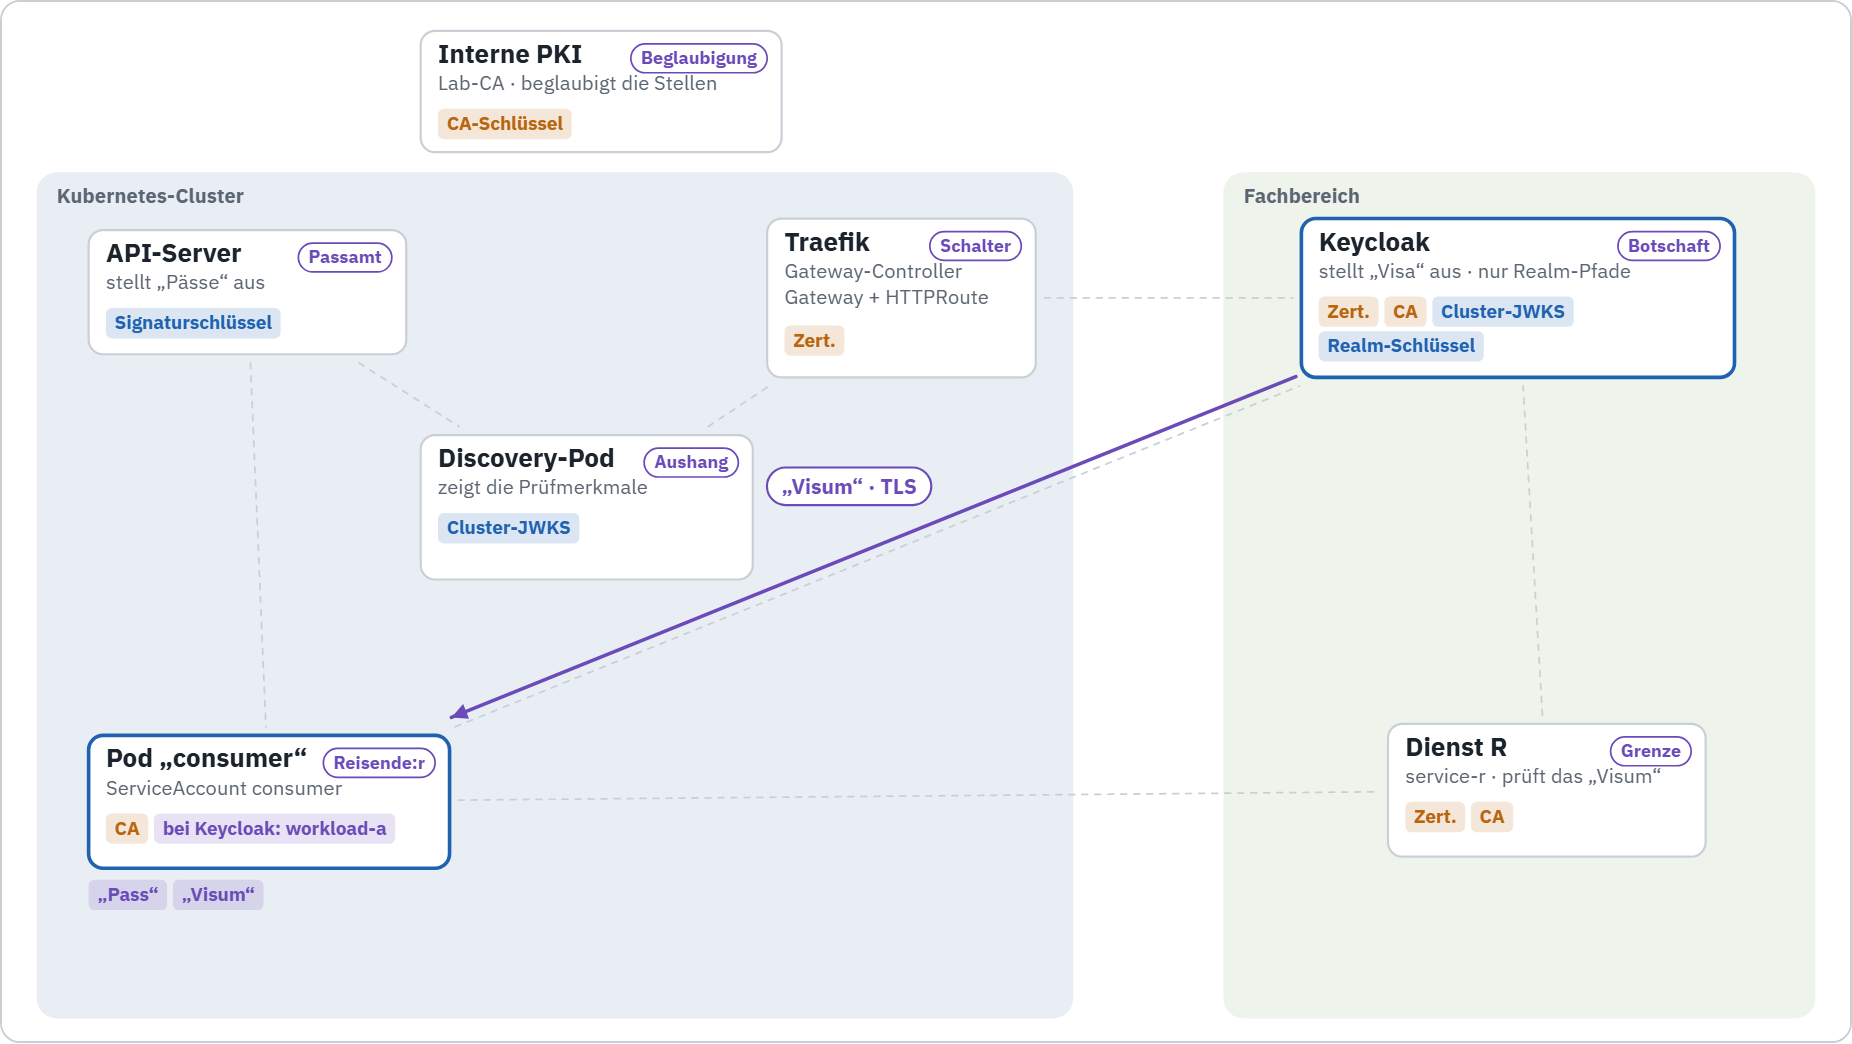 Interne PKI
Beglaubigung
Lab-CA · beglaubigt die Stellen
CA-Schlüssel
Kubernetes-Cluster
API-Server
Passamt
stellt „Pässe“ aus
Signaturschlüssel
Traefik
Schalter
Gateway-Controller
Gateway + HTTPRoute
Zert.
Discovery-Pod
Aushang
zeigt die Prüfmerkmale
Cluster-JWKS
„Visum“ · TLS
Pod „consumer“
Reisende:r
ServiceAccount consumer
CA
bei Keycloak: workload-a
„Pass“
„Visum“
Fachbereich
Keycloak
Botschaft
stellt „Visa“ aus · nur Realm-Pfade
Zert.
CA
Cluster-JWKS
Realm-Schlüssel
Dienst R
Grenze
service-r · prüft das „Visum“
Zert.
CA